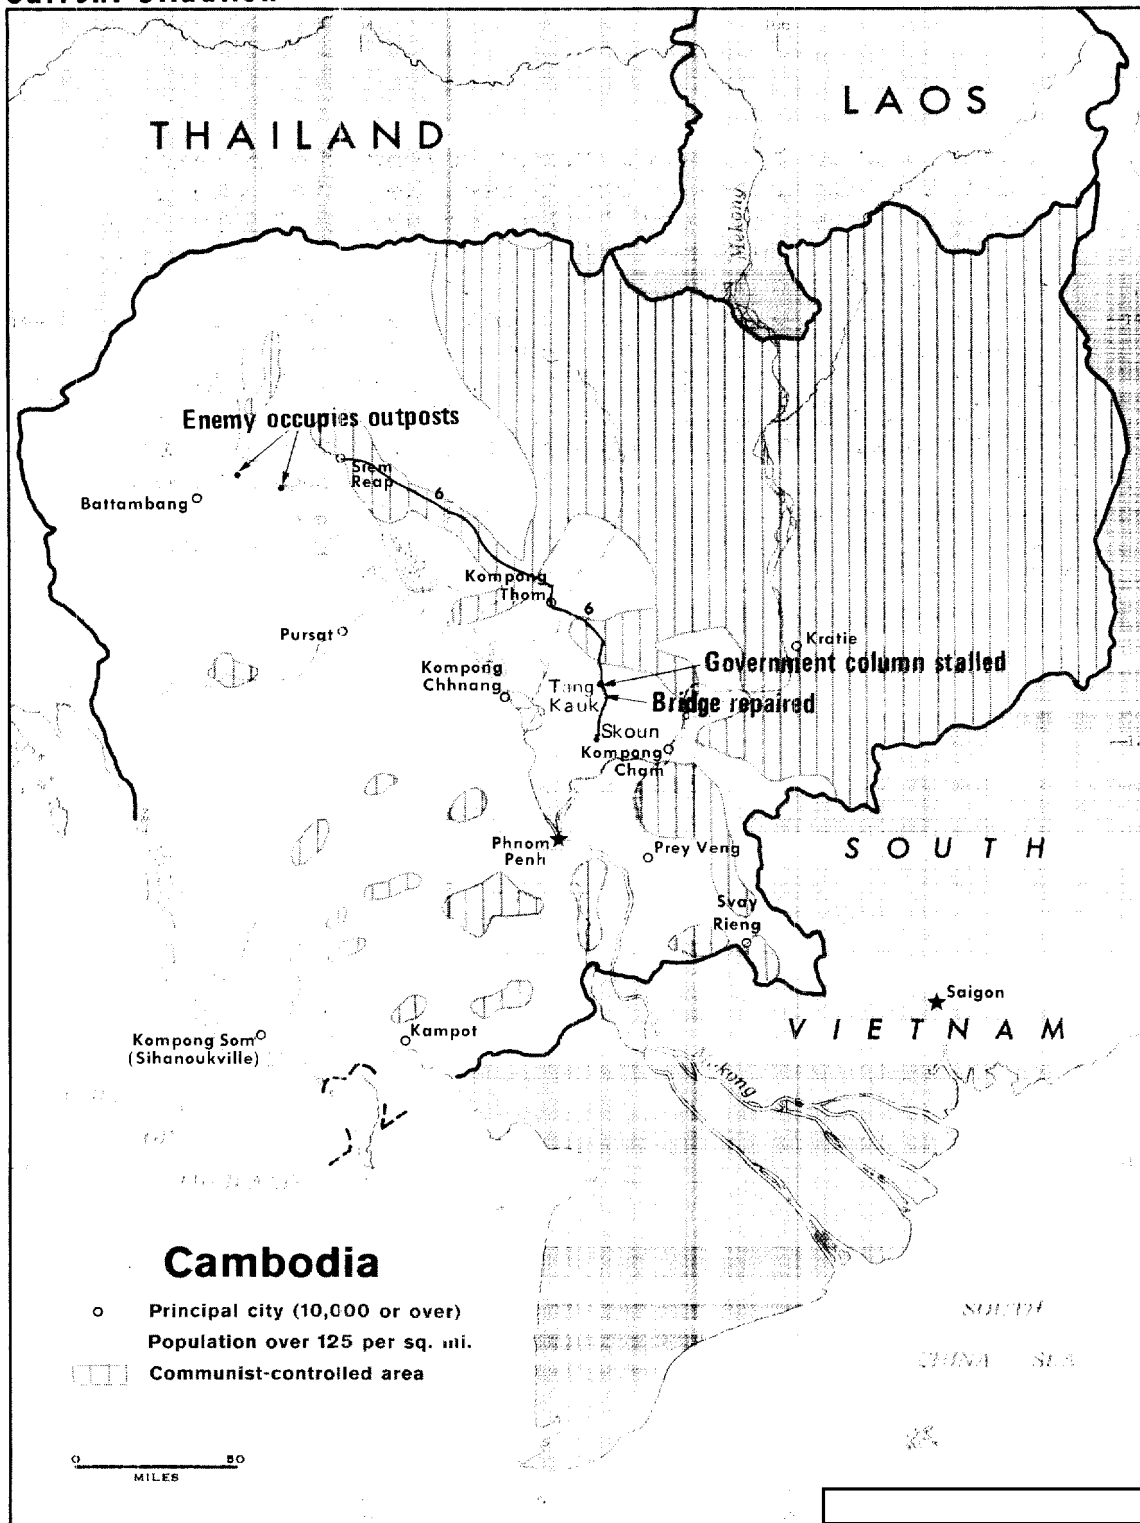 Current Situation
THAILAND
LAOS
Mekong
Enemy occupies outposts
Siem
Reap
6
Battambang
Kompong
Thom
6
Pursat
Kratie
Government column stalled
Kompong
Chhnang
Tang
Kauk
Bridge repaired
Skoun
Kompong
Cham
Phnom
Penh
Prey Veng
SOUTH
Svay
Rieng
Saigon
VIETNAM
Kompong Som
(Sihanoukville)
Kampot
Cambodia
Principal city (10,000 or over)
Population over 125 per sq. mi.
Communist-controlled area
SOUTH
CHINA SEA
0 50
MILES